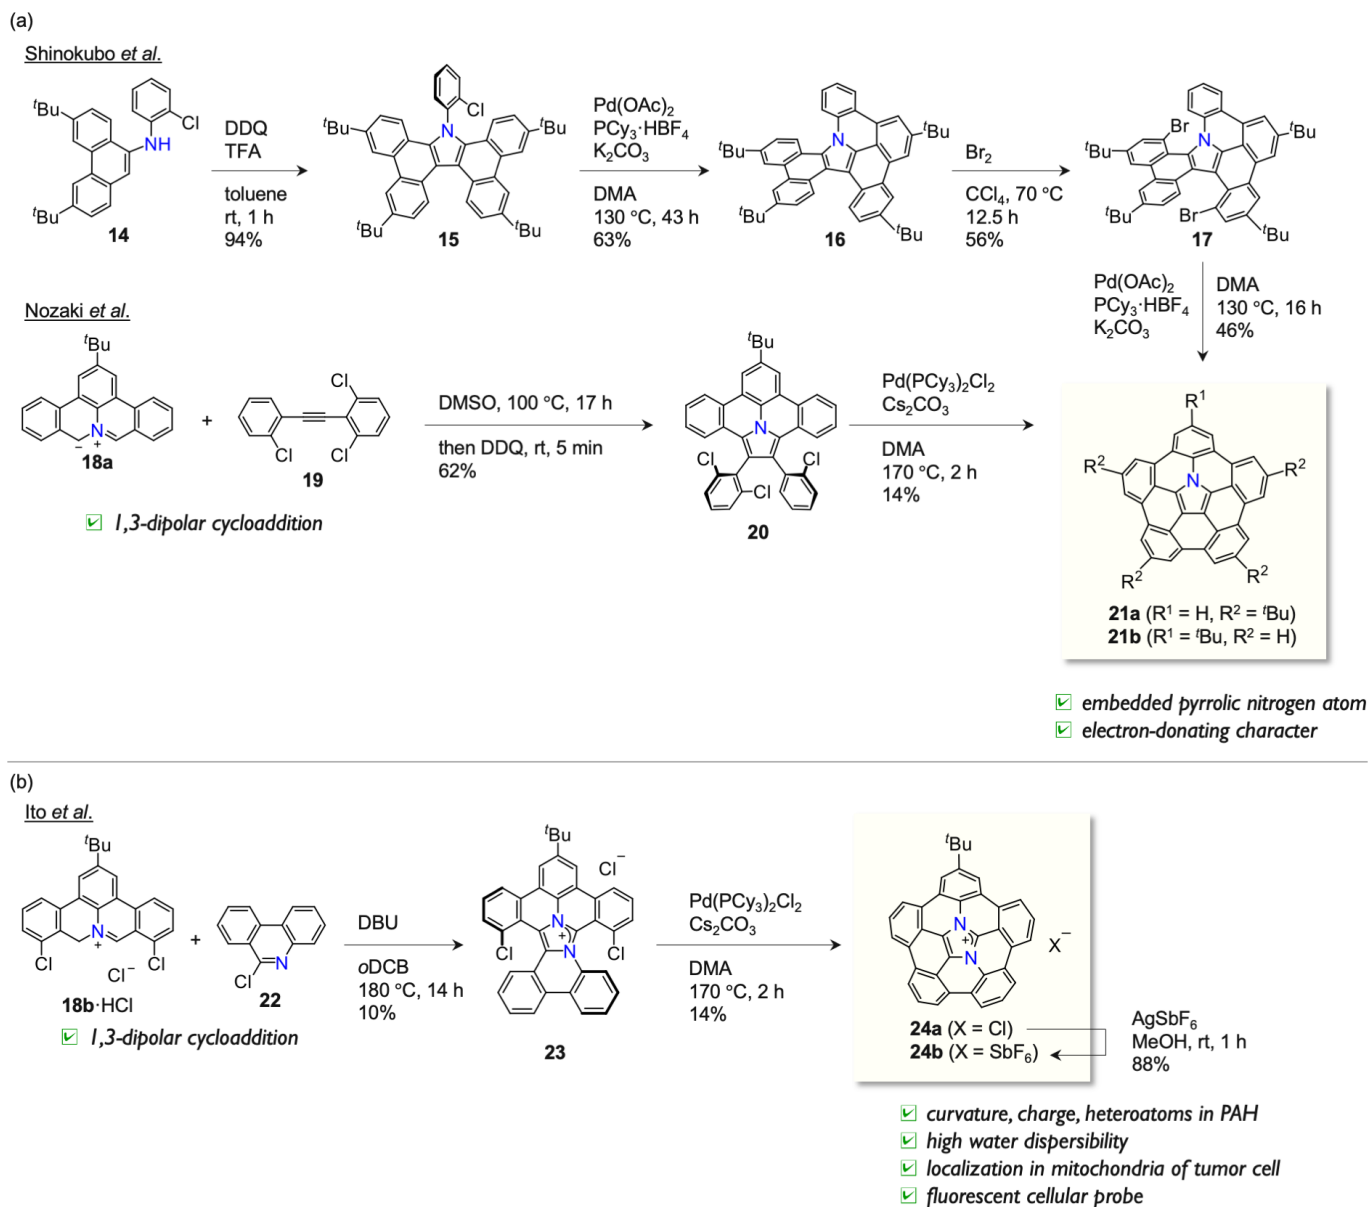 (a)
Shinokubo et al.
tBu
Cl
NH
tBu
14
DDQ
TFA
toluene
rt, 1 h
94%
Cl
N
tBu
tBu
tBu
tBu
15
Pd(OAc)2
PCy3·HBF4
K2CO3
DMA
130 °C, 43 h
63%
N
tBu
tBu
tBu
tBu
16
Br2
CCl4, 70 °C
12.5 h
56%
Br
N
tBu
tBu
tBu
Br
tBu
17
Pd(OAc)2
PCy3·HBF4
K2CO3
DMA
130 °C, 16 h
46%
Nozaki et al.
tBu
N
+
−
18a
+
Cl
Cl
Cl
19
1,3-dipolar cycloaddition
DMSO, 100 °C, 17 h
then DDQ, rt, 5 min
62%
tBu
N
Cl
Cl
Cl
20
Pd(PCy3)2Cl2
Cs2CO3
DMA
170 °C, 2 h
14%
R1
R2
R2
N
R2
R2
21a (R1 = H, R2 = tBu)
21b (R1 = tBu, R2 = H)
embedded pyrrolic nitrogen atom
electron-donating character
(b)
Ito et al.
tBu
N
+
Cl
Cl
Cl−
18b·HCl
+
Cl
N
22
1,3-dipolar cycloaddition
DBU
oDCB
180 °C, 14 h
10%
tBu
Cl−
N
+
Cl
Cl
N
23
Pd(PCy3)2Cl2
Cs2CO3
DMA
170 °C, 2 h
14%
tBu
N
+
N
X−
24a (X = Cl)
24b (X = SbF6)
AgSbF6
MeOH, rt, 1 h
88%
curvature, charge, heteroatoms in PAH
high water dispersibility
localization in mitochondria of tumor cell
fluorescent cellular probe